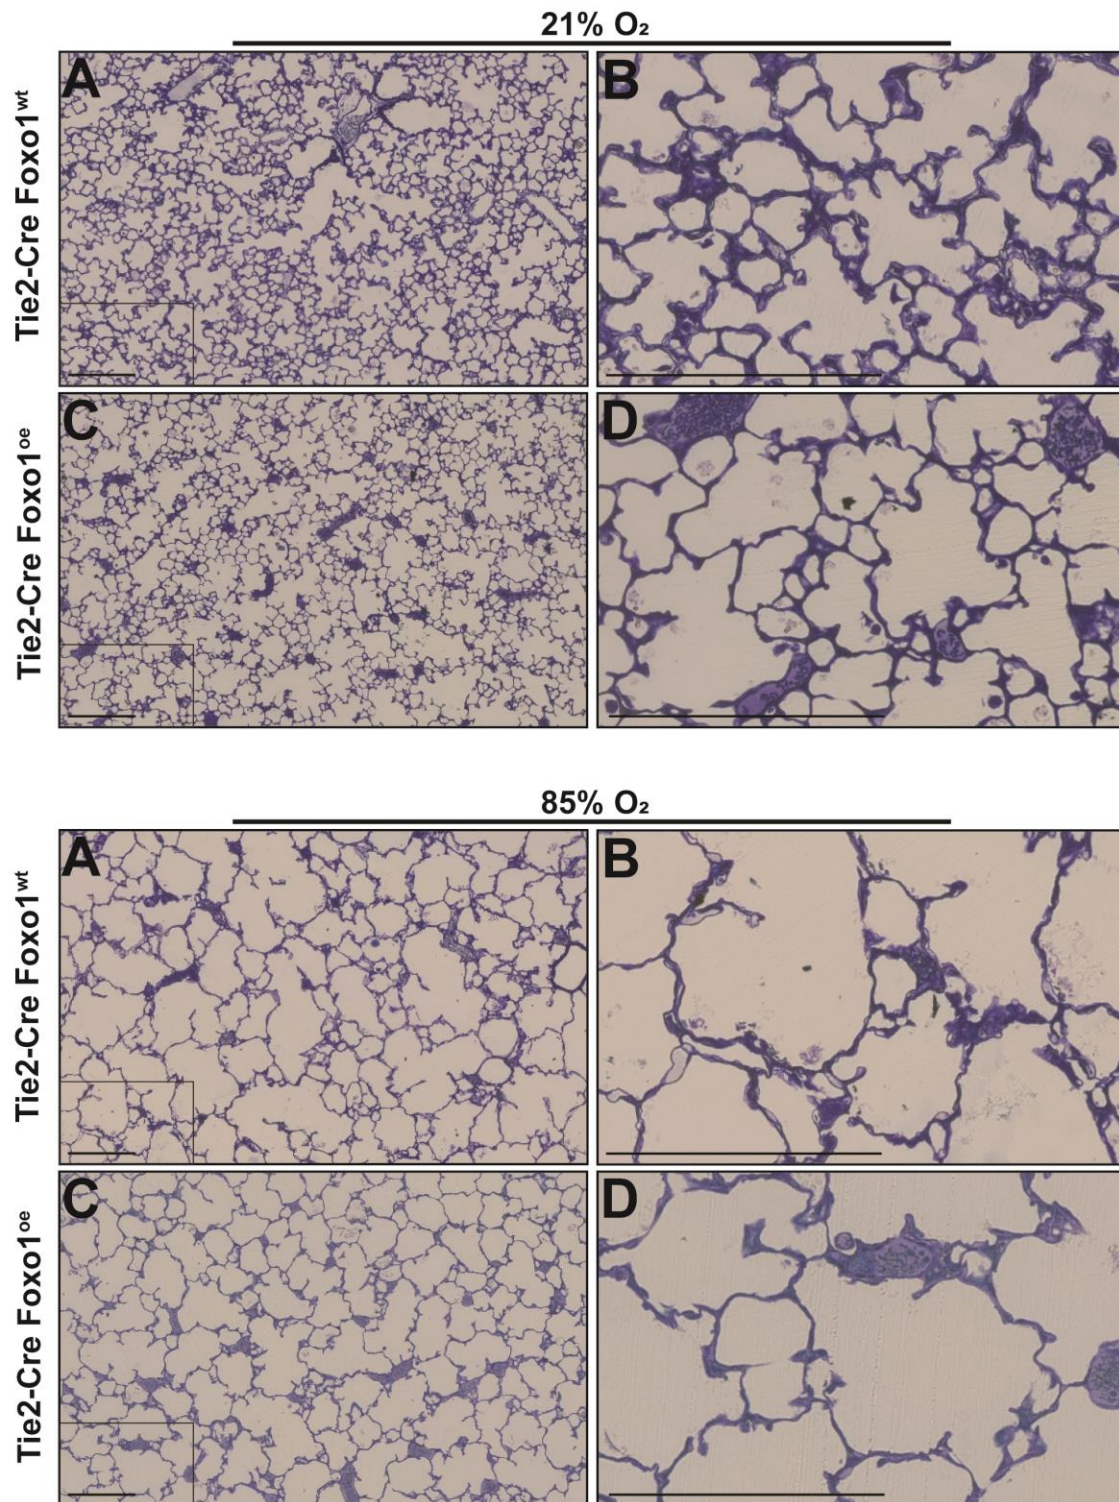 21% O₂
Tie2-Cre Foxo1ʷᵗ
A
B
Tie2-Cre Foxo1ᵒᵉ
C
D
85% O₂
Tie2-Cre Foxo1ʷᵗ
A
B
Tie2-Cre Foxo1ᵒᵉ
C
D